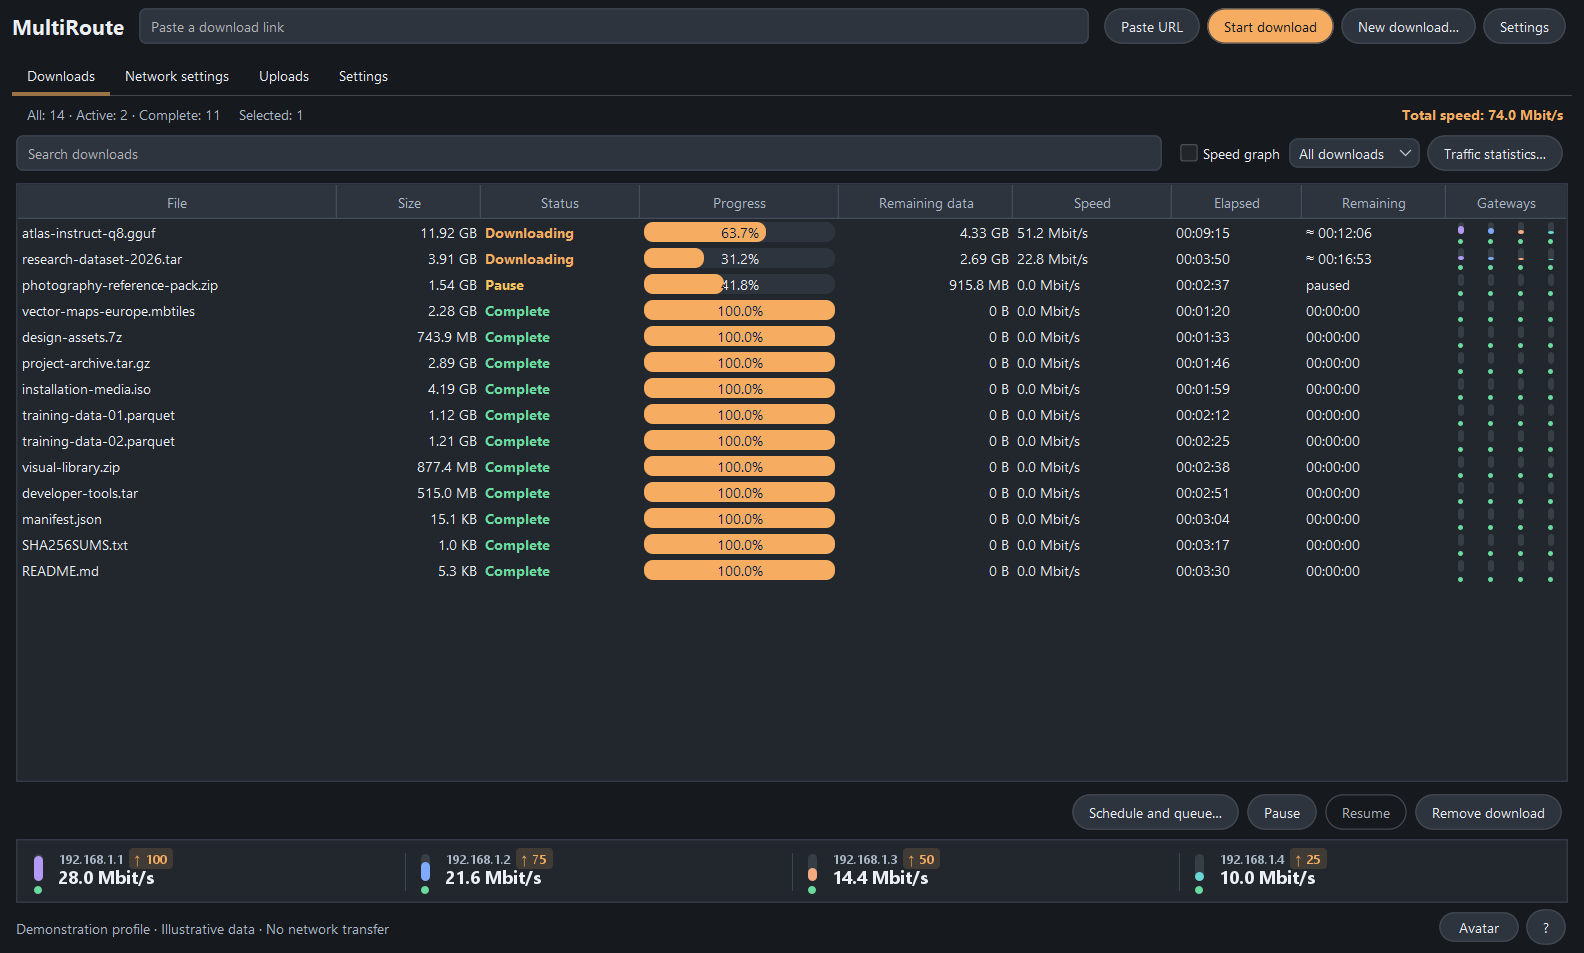 MultiRoute Paste a download link Paste URL Start download New download... Settings
Downloads Network settings Uploads Settings
All: 14 · Active: 2 · Complete: 11 Selected: 1 Total speed: 74.0 Mbit/s
Search downloads Speed graph All downloads Traffic statistics...
File Size Status Progress Remaining data Speed Elapsed Remaining Gateways
atlas-instruct-q8.gguf 11.92 GB Downloading 63.7% 4.33 GB 51.2 Mbit/s 00:09:15 ≈ 00:12:06
research-dataset-2026.tar 3.91 GB Downloading 31.2% 2.69 GB 22.8 Mbit/s 00:03:50 ≈ 00:16:53
photography-reference-pack.zip 1.54 GB Pause 41.8% 915.8 MB 0.0 Mbit/s 00:02:37 paused
vector-maps-europe.mbtiles 2.28 GB Complete 100.0% 0 B 0.0 Mbit/s 00:01:20 00:00:00
design-assets.7z 743.9 MB Complete 100.0% 0 B 0.0 Mbit/s 00:01:33 00:00:00
project-archive.tar.gz 2.89 GB Complete 100.0% 0 B 0.0 Mbit/s 00:01:46 00:00:00
installation-media.iso 4.19 GB Complete 100.0% 0 B 0.0 Mbit/s 00:01:59 00:00:00
training-data-01.parquet 1.12 GB Complete 100.0% 0 B 0.0 Mbit/s 00:02:12 00:00:00
training-data-02.parquet 1.21 GB Complete 100.0% 0 B 0.0 Mbit/s 00:02:25 00:00:00
visual-library.zip 877.4 MB Complete 100.0% 0 B 0.0 Mbit/s 00:02:38 00:00:00
developer-tools.tar 515.0 MB Complete 100.0% 0 B 0.0 Mbit/s 00:02:51 00:00:00
manifest.json 15.1 KB Complete 100.0% 0 B 0.0 Mbit/s 00:03:04 00:00:00
SHA256SUMS.txt 1.0 KB Complete 100.0% 0 B 0.0 Mbit/s 00:03:17 00:00:00
README.md 5.3 KB Complete 100.0% 0 B 0.0 Mbit/s 00:03:30 00:00:00
Schedule and queue... Pause Resume Remove download
192.168.1.1 ↑ 100 192.168.1.2 ↑ 75 192.168.1.3 ↑ 50 192.168.1.4 ↑ 25
28.0 Mbit/s 21.6 Mbit/s 14.4 Mbit/s 10.0 Mbit/s
Demonstration profile · Illustrative data · No network transfer Avatar ?